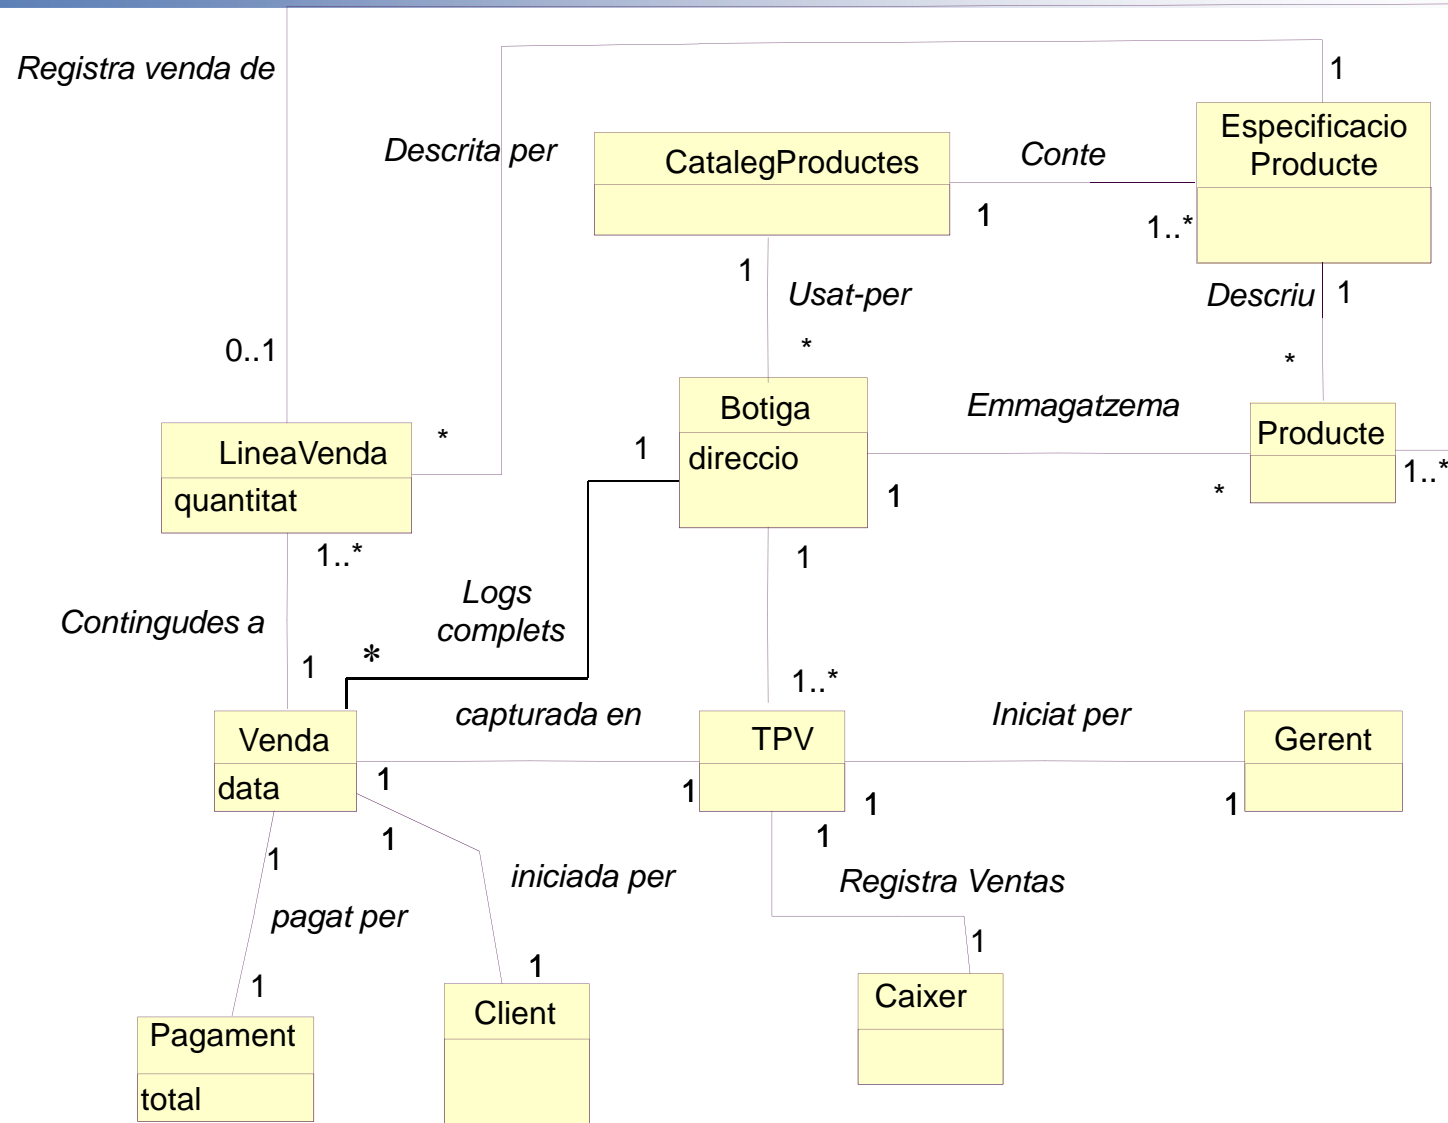 Registra venda de
1
Descrita per
CatalegProductes
Conte
Especificacio
Producte
1
1..*
1
Usat-per
Descriu
1
0..1
*
*
LineaVenda
quantitat
*
1
Botiga
direccio
Emmagatzema
Producte
1
*
1..*
1..*
1
Logs
complets
Contingudes a
1
*
1..*
capturada en
Iniciat per
Venda
data
TPV
Gerent
1
1
1
1
1
1
1
iniciada per
Registra Ventas
pagat per
1
1
1
Pagament
total
Client
Caixer